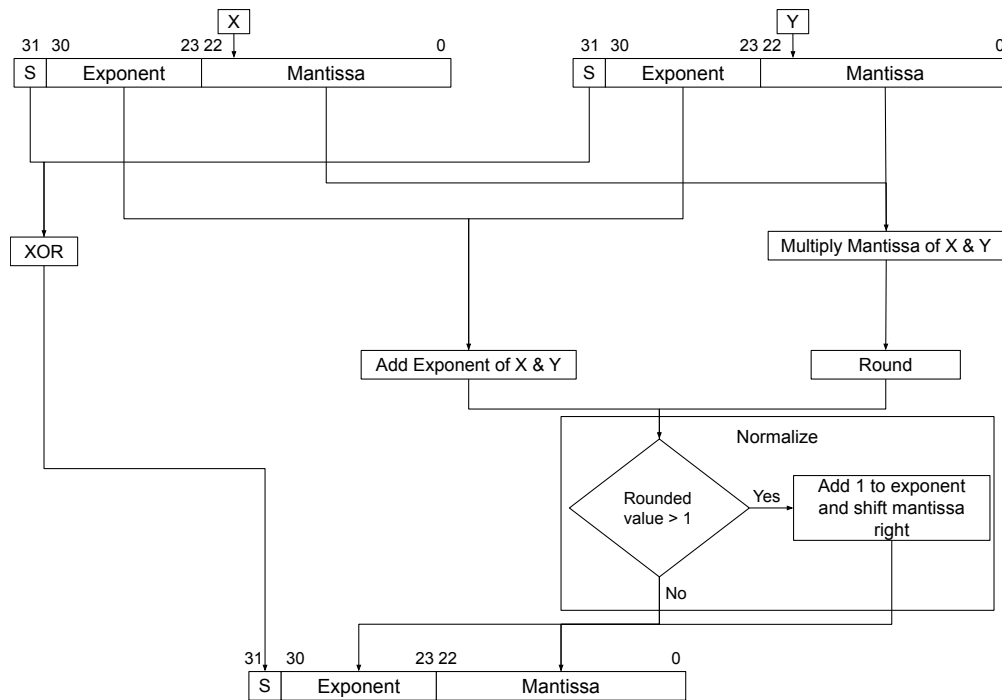 X
Y
31 30 23 22 0
31 30 23 22 0
S Exponent Mantissa
S Exponent Mantissa
XOR
Multiply Mantissa of X & Y
Add Exponent of X & Y
Round
Normalize
Rounded
value > 1
Yes
Add 1 to exponent
and shift mantissa
right
No
31 30 23 22 0
S Exponent Mantissa